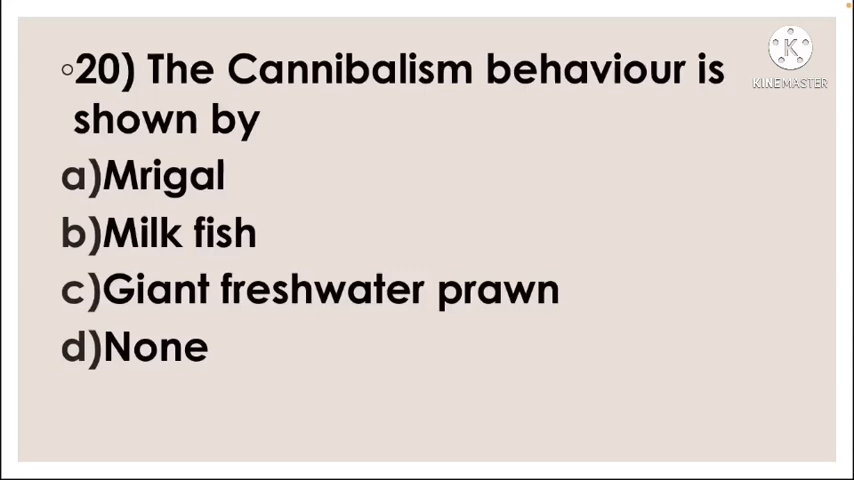 ◦20) The Cannibalism behaviour is
shown by
a)Mrigal
b)Milk fish
c)Giant freshwater prawn
d)None
K
KINEMASTER